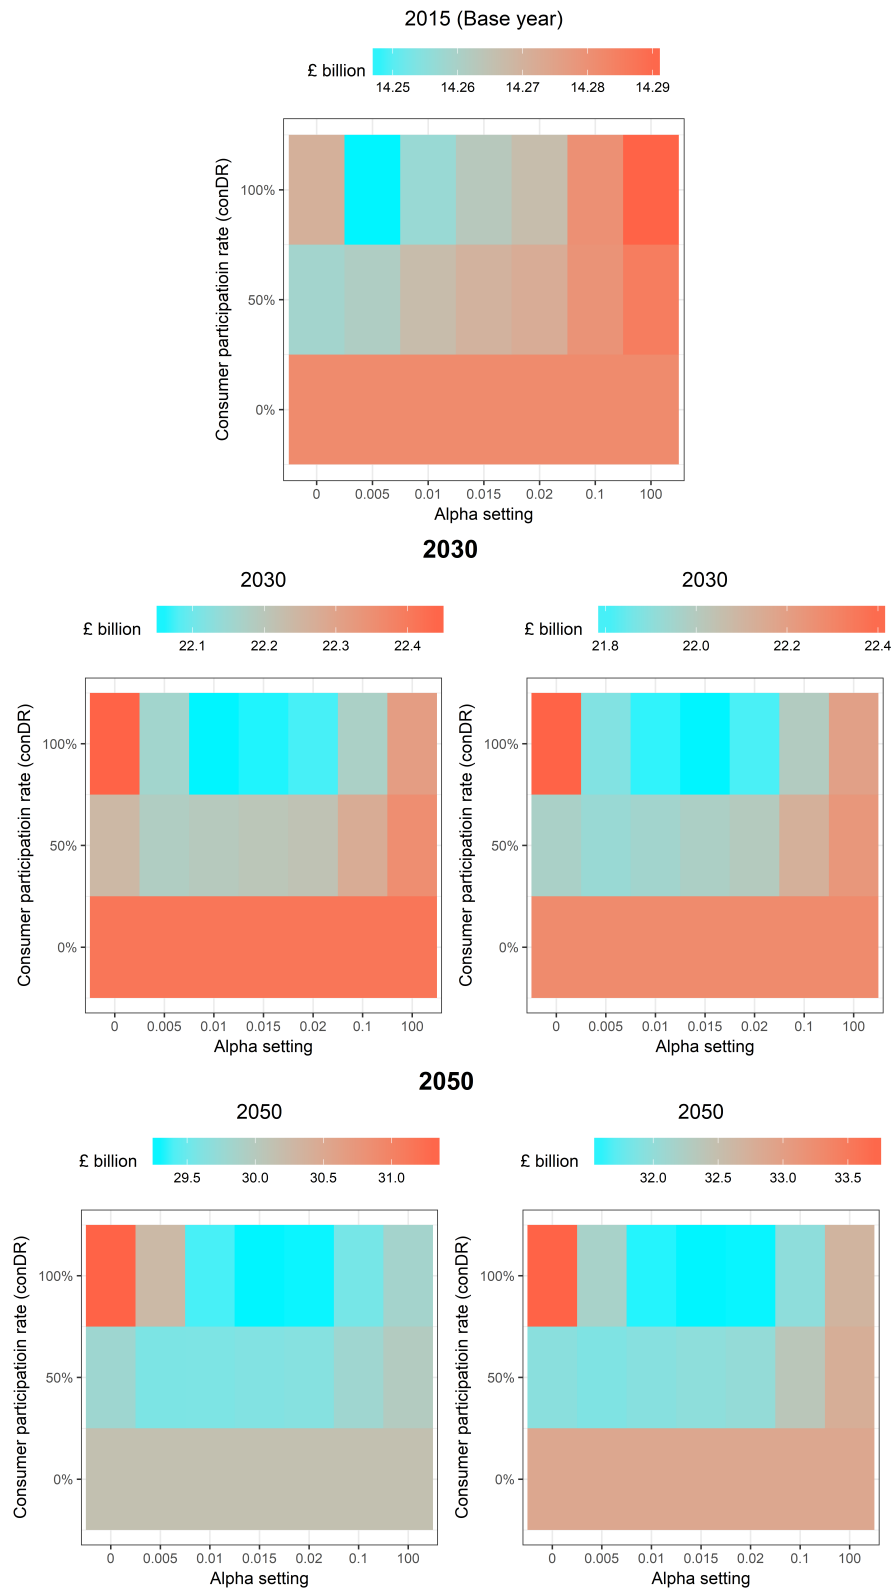 2015 (Base year)
£ billion
14.25 14.26 14.27 14.28 14.29
Consumer participatioin rate (conDR)
100%
50%
0%
0 0.005 0.01 0.015 0.02 0.1 100
Alpha setting
2030
2030
£ billion
22.1 22.2 22.3 22.4
Consumer participatioin rate (conDR)
100%
50%
0%
0 0.005 0.01 0.015 0.02 0.1 100
Alpha setting
2030
£ billion
21.8 22.0 22.2 22.4
Consumer participatioin rate (conDR)
100%
50%
0%
0 0.005 0.01 0.015 0.02 0.1 100
Alpha setting
2050
2050
£ billion
29.5 30.0 30.5 31.0
Consumer participatioin rate (conDR)
100%
50%
0%
0 0.005 0.01 0.015 0.02 0.1 100
Alpha setting
2050
£ billion
32.0 32.5 33.0 33.5
Consumer participatioin rate (conDR)
100%
50%
0%
0 0.005 0.01 0.015 0.02 0.1 100
Alpha setting